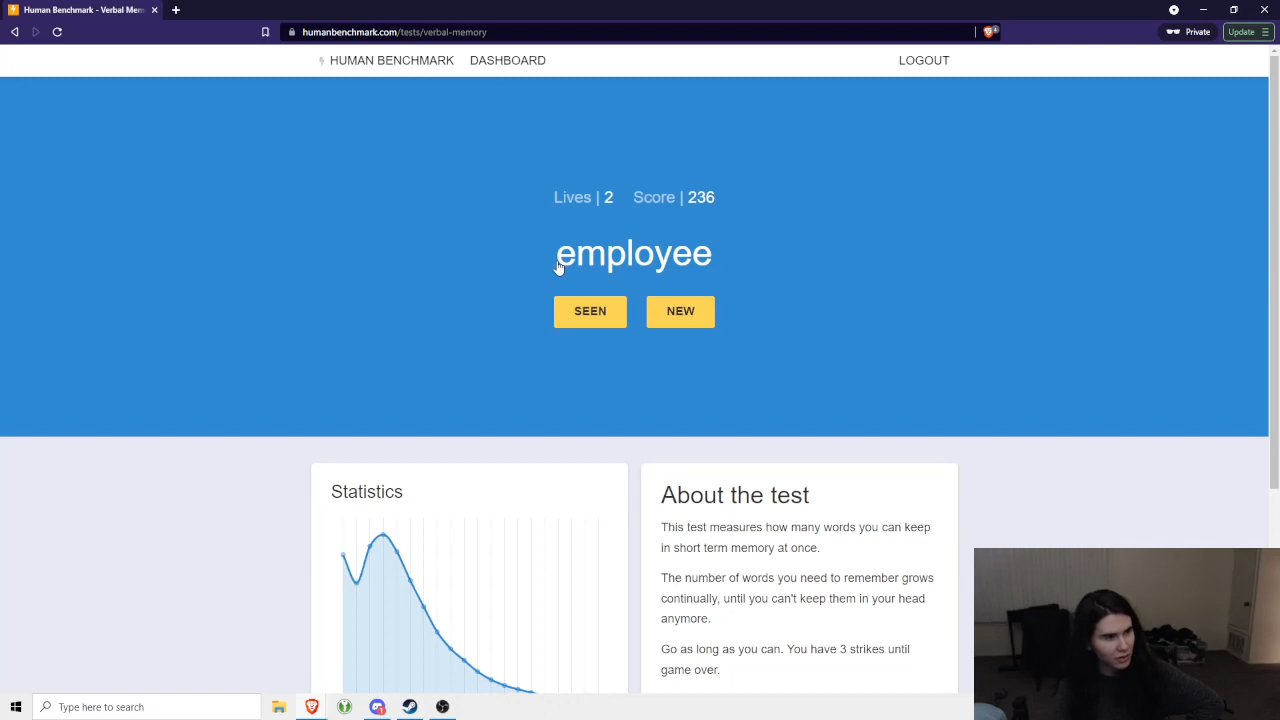 Human Benchmark - Verbal Mem
humanbenchmark.com/tests/verbal-memory
4
Private
Update
HUMAN BENCHMARK
DASHBOARD
LOGOUT
Lives | 2
Score | 236
employee
SEEN
NEW
Statistics
About the test
This test measures how many words you can keep
in short term memory at once.
The number of words you need to remember grows
continually, until you can't keep them in your head
anymore.
Go as long as you can. You have 3 strikes until
game over.
Type here to search